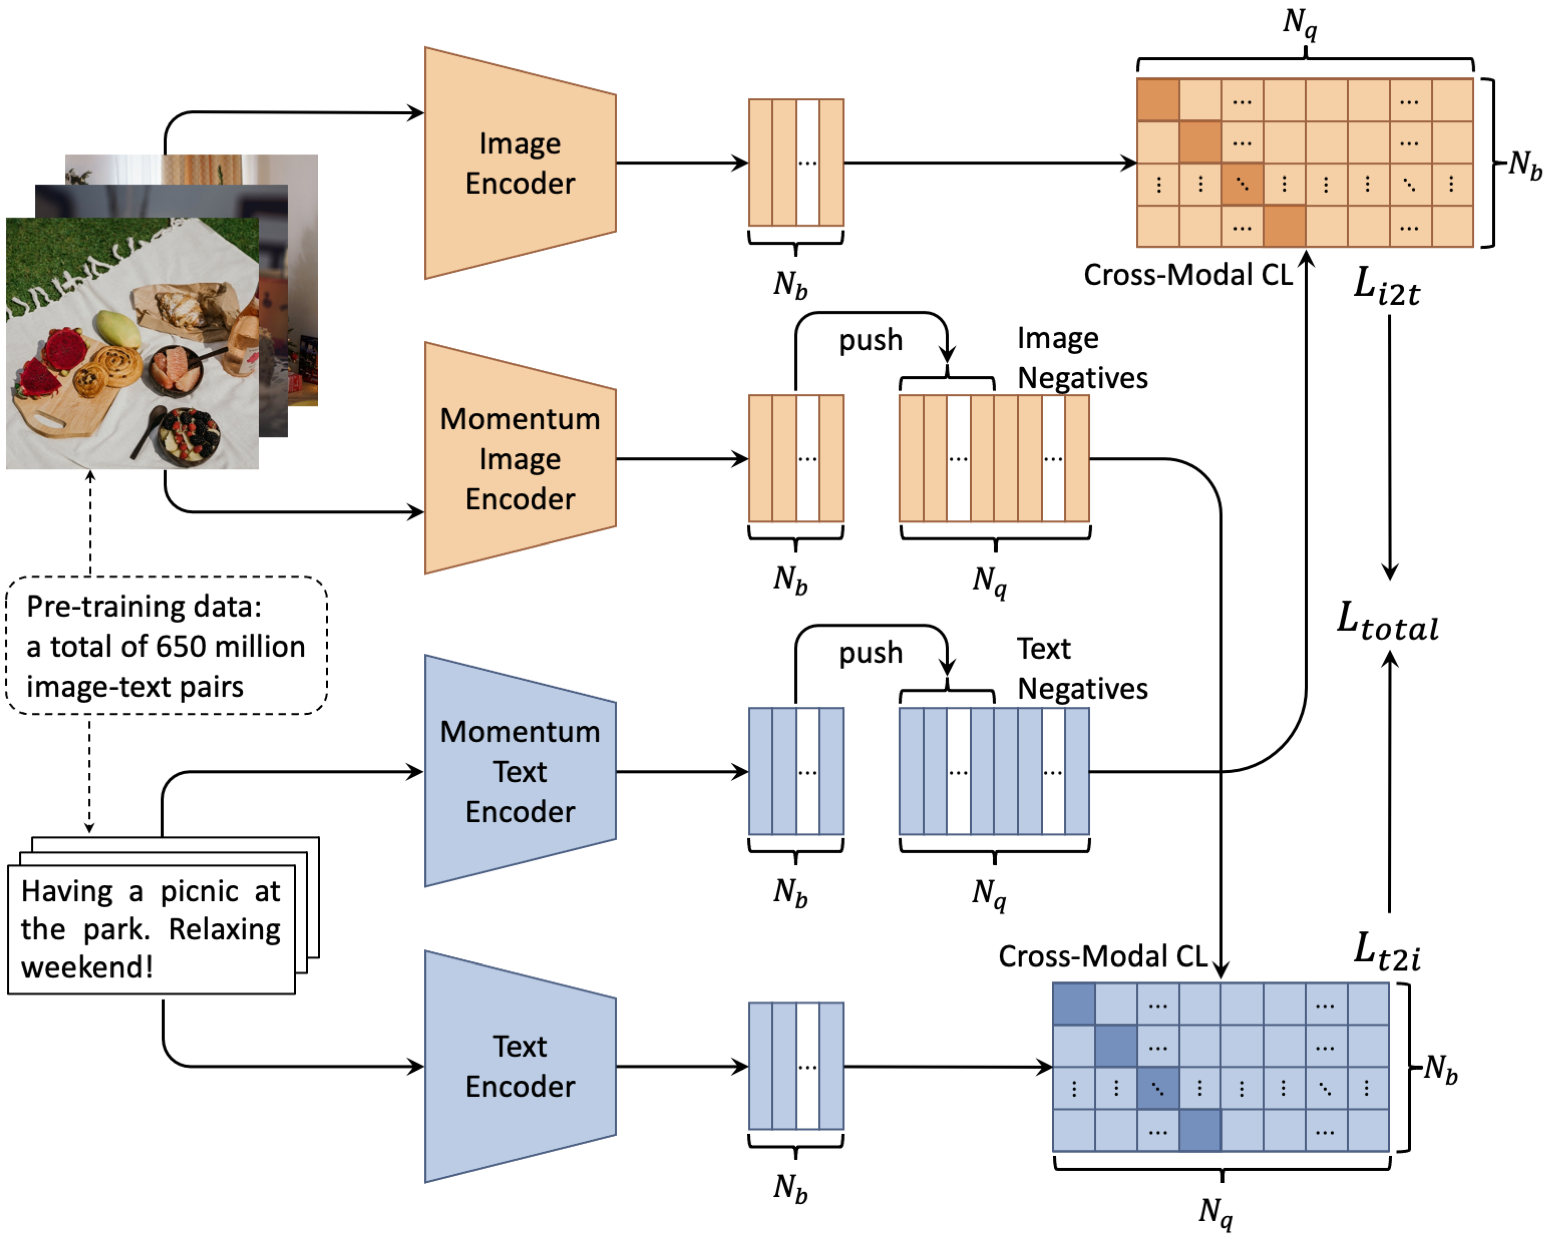 N_q
Image
Encoder
...
N_b
N_b
Cross-Modal CL
L_{i2t}
push
Image
Negatives
Momentum
Image
Encoder
...
... ...
N_b
N_q
Pre-training data:
a total of 650 million
image-text pairs
L_{total}
push
Text
Negatives
Momentum
Text
Encoder
...
... ...
N_b
N_q
Having a picnic at
the park. Relaxing
weekend!
Cross-Modal CL
L_{t2i}
Text
Encoder
...
N_b
N_b
N_q